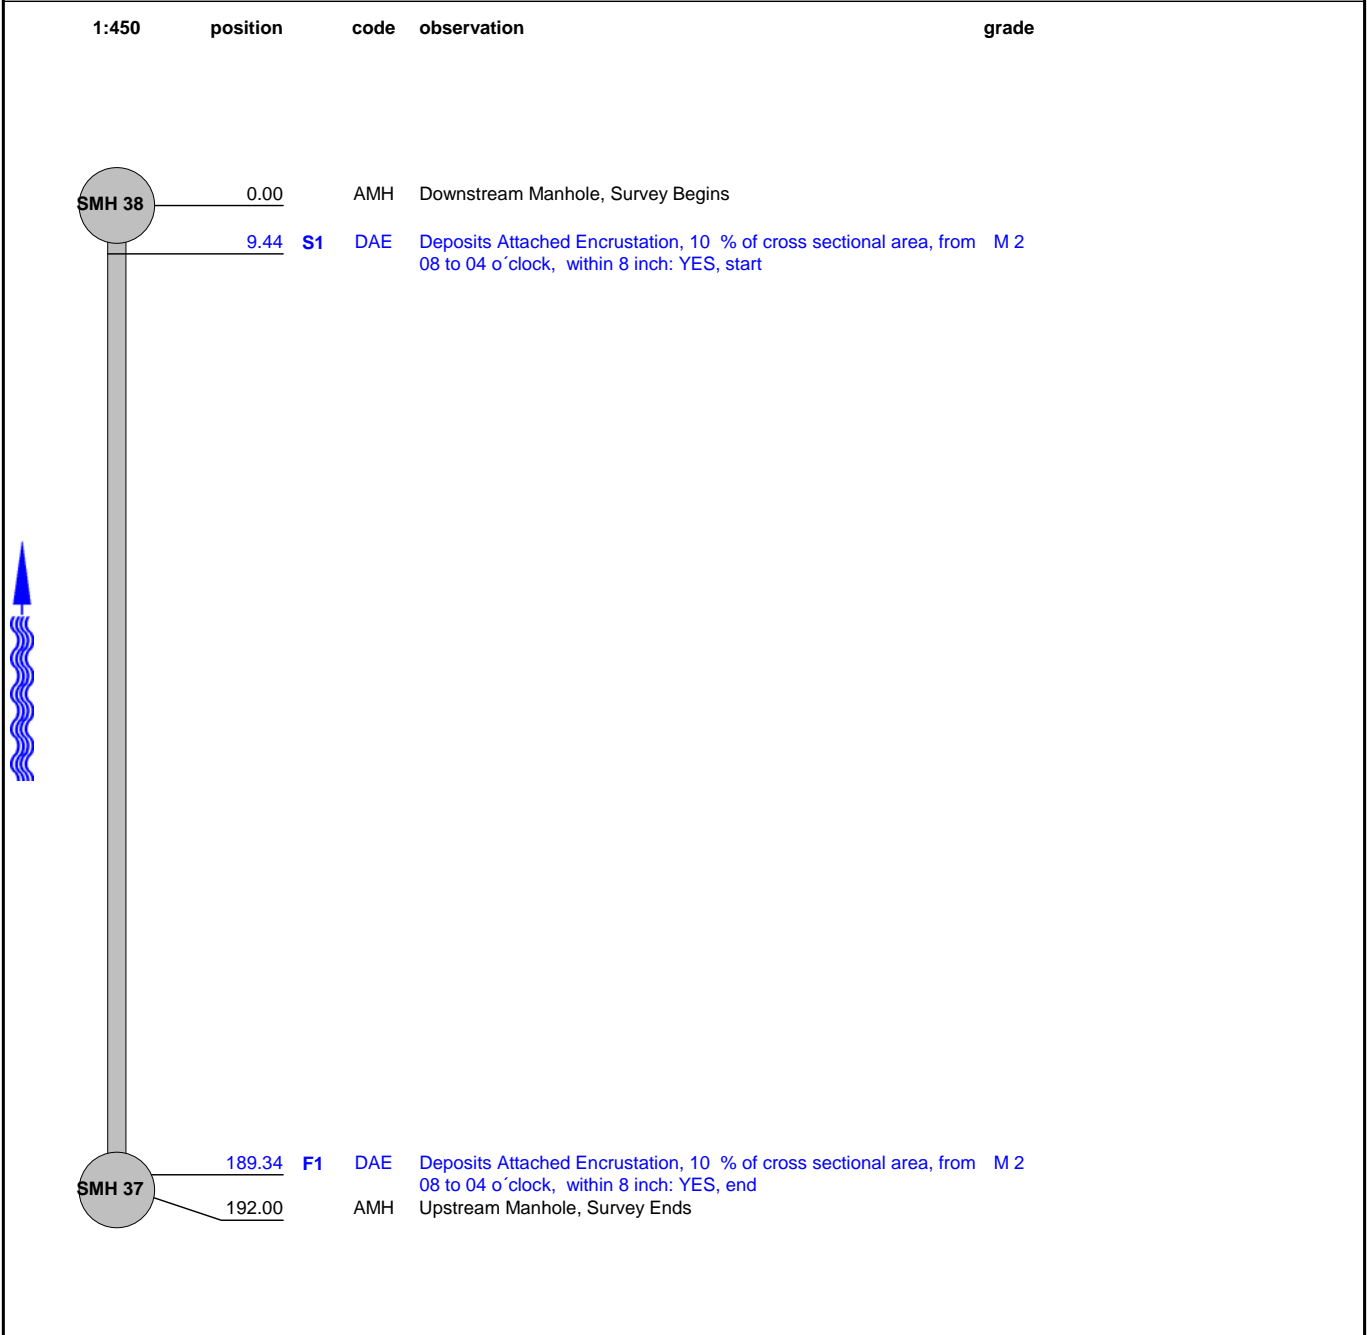 1:450 position code observation grade
SMH 38 0.00 AMH Downstream Manhole, Survey Begins
9.44 S1 DAE Deposits Attached Encrustation, 10 % of cross sectional area, from M 2
08 to 04 o´clock, within 8 inch: YES, start
189.34 F1 DAE Deposits Attached Encrustation, 10 % of cross sectional area, from M 2
08 to 04 o´clock, within 8 inch: YES, end
SMH 37
192.00 AMH Upstream Manhole, Survey Ends